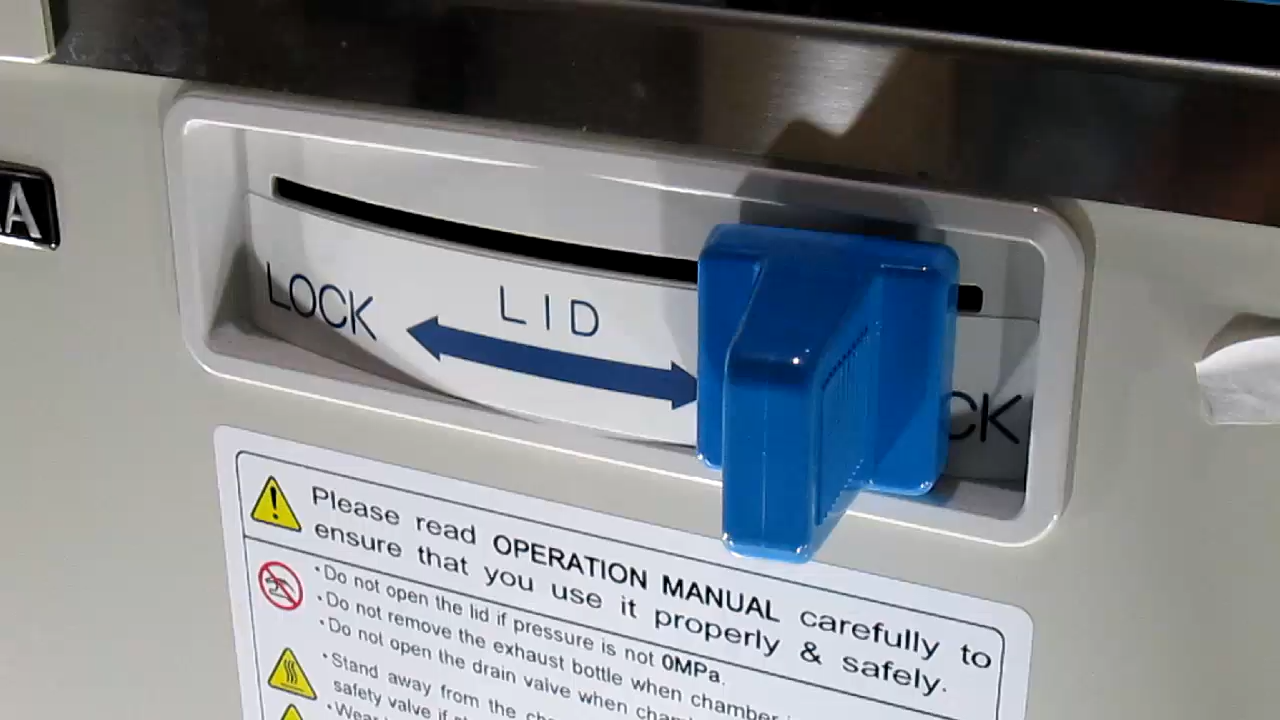 A
LOCK
LID
CK
Please read OPERATION MANUAL carefully to
ensure that you use it properly & safely.
・Do not open the lid if pressure is not 0MPa.
・Do not remove the exhaust bottle when chamber
・Do not open the drain valve when
・Stand away from the
safety valve if